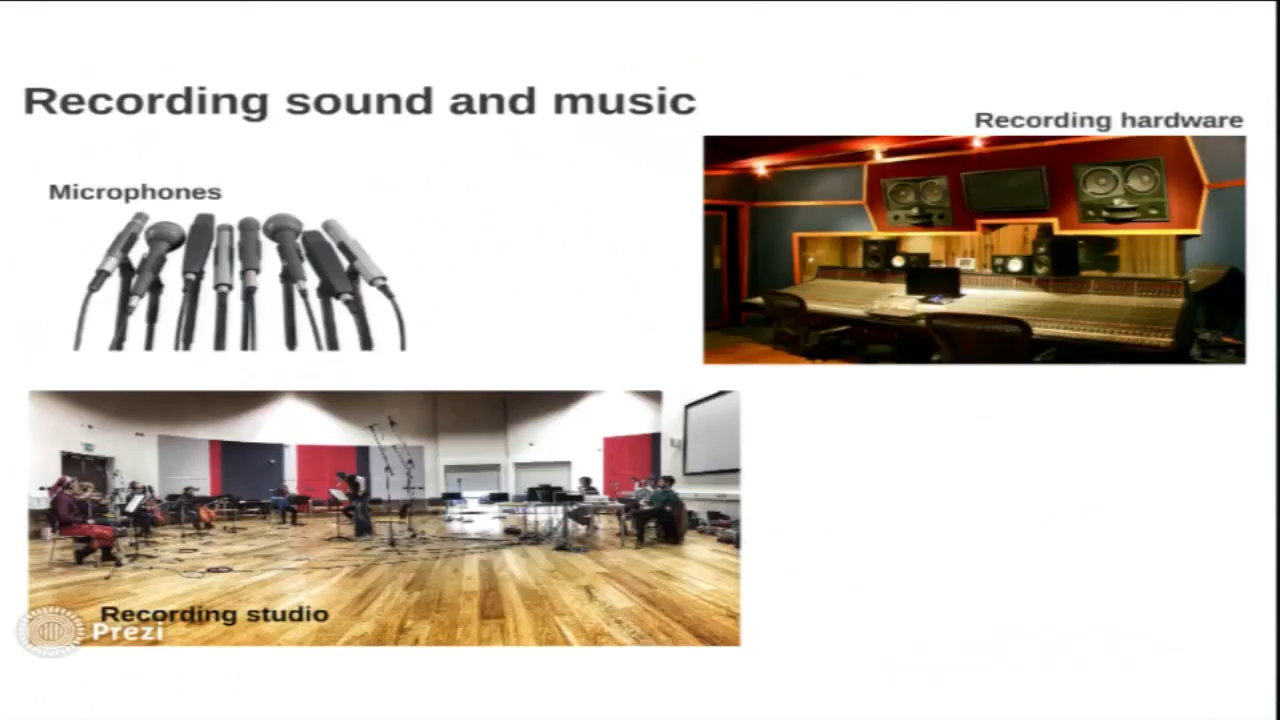 Recording sound and music
Recording hardware
Microphones
Recording studio
Prezi